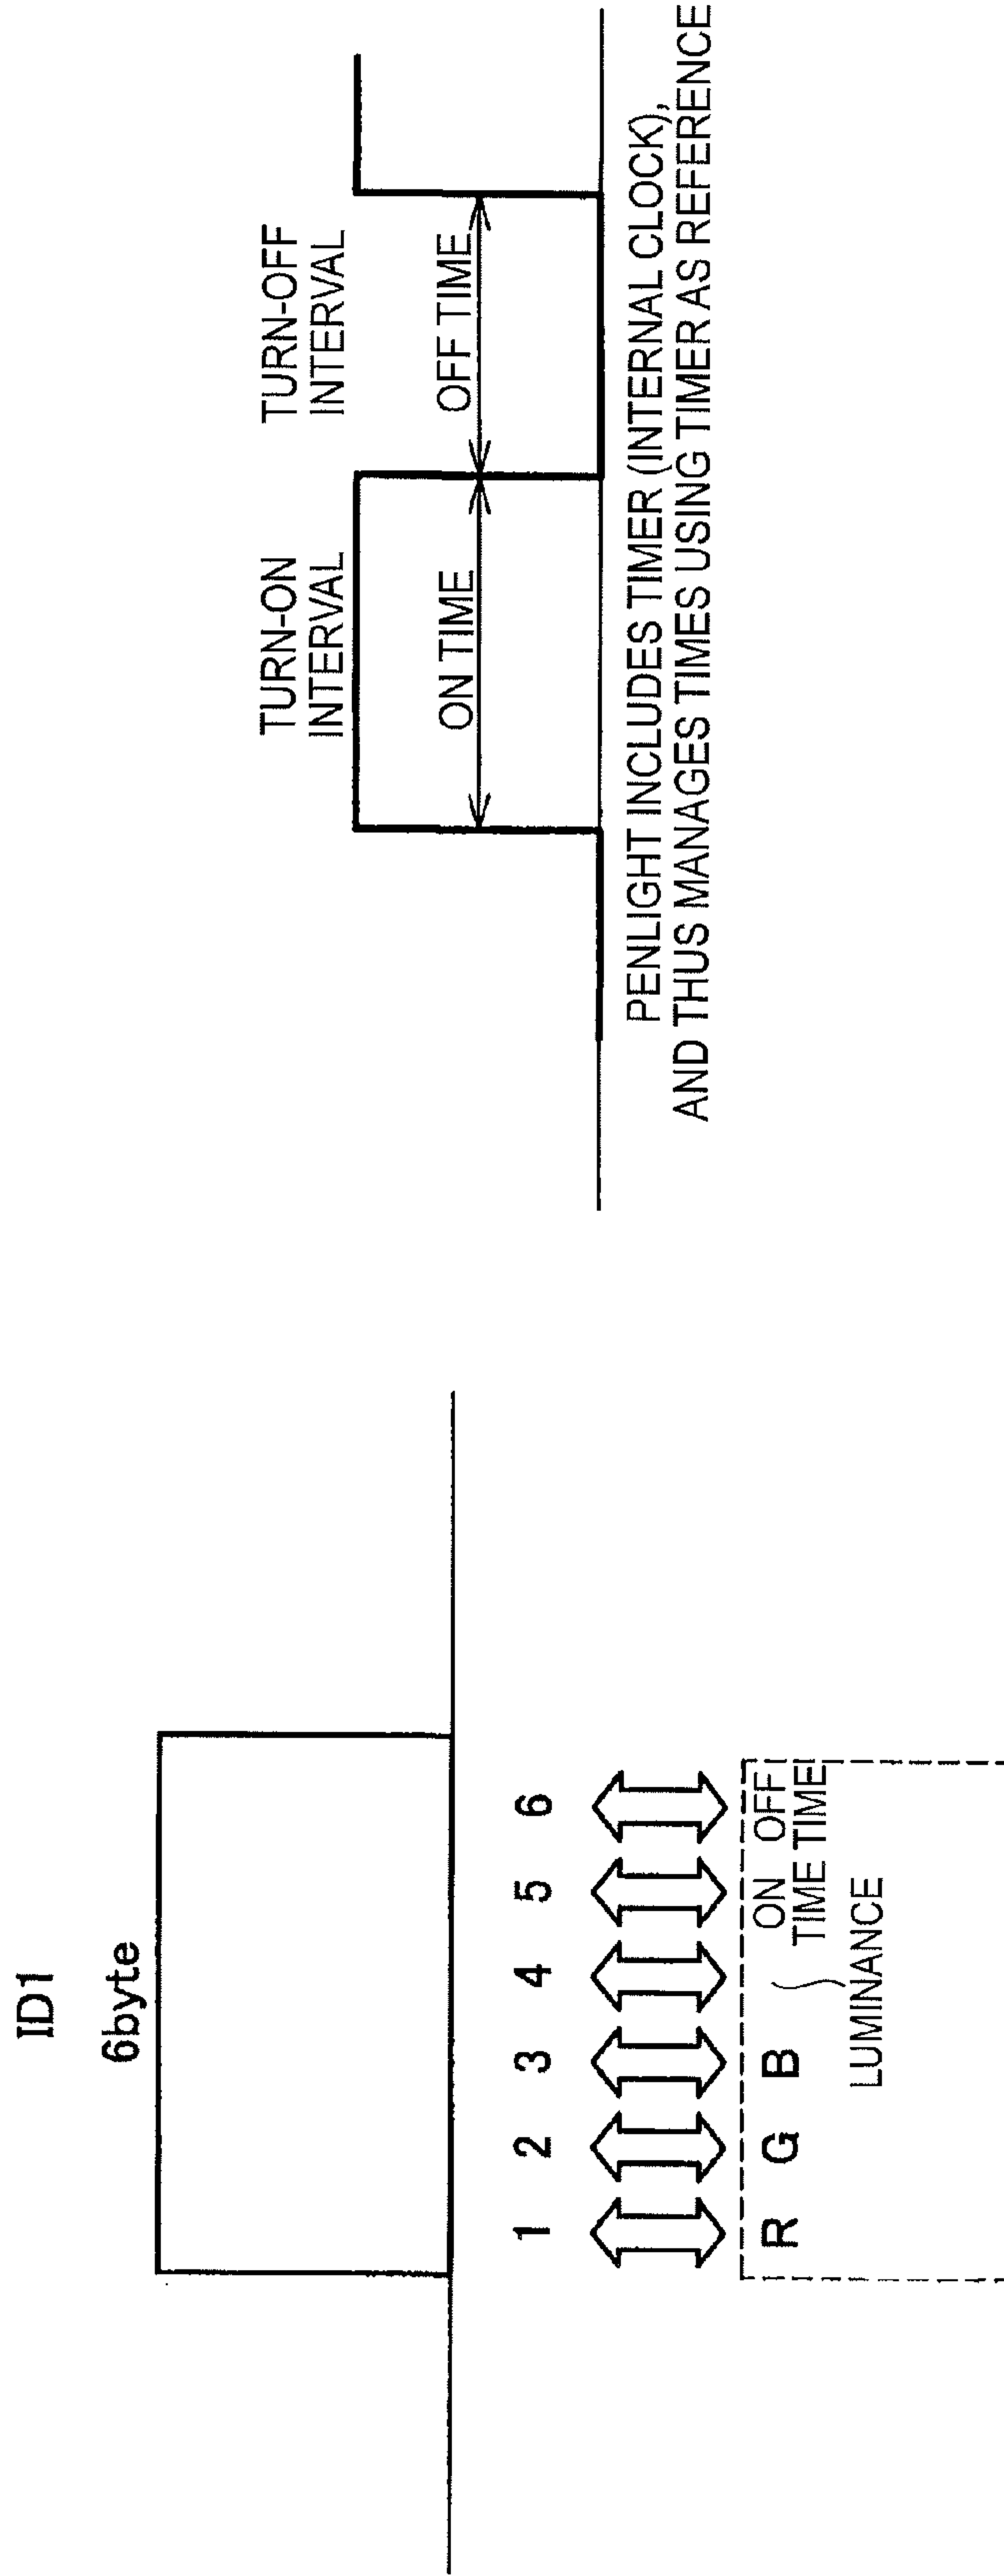 ID1
6byte
1 2 3 4 5 6
R G B ON OFF
TIME TIME
LUMINANCE
TURN-ON
INTERVAL
TURN-OFF
INTERVAL
ON TIME
OFF TIME
PENLIGHT INCLUDES TIMER (INTERNAL CLOCK),
AND THUS MANAGES TIMES USING TIMER AS REFERENCE